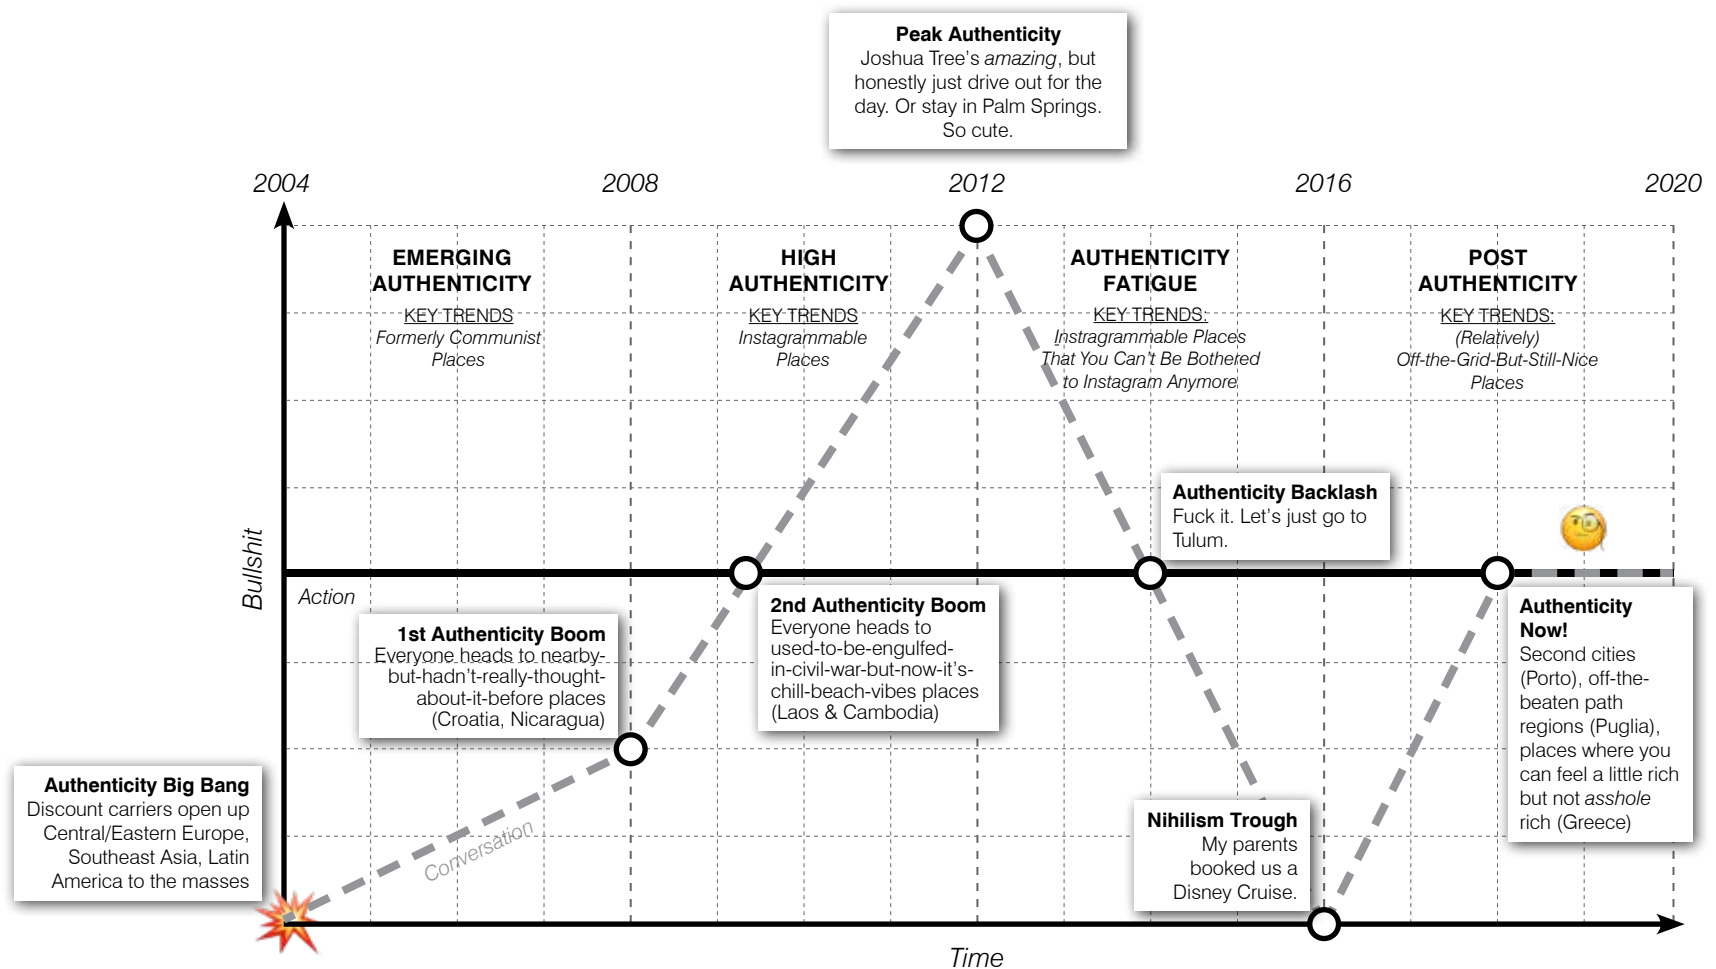 Peak Authenticity
Joshua Tree's amazing, but
honestly just drive out for the
day. Or stay in Palm Springs.
So cute.
2004
2008
2012
2016
2020
EMERGING
AUTHENTICITY
KEY TRENDS
Formerly Communist
Places
HIGH
AUTHENTICITY
KEY TRENDS
Instagrammable
Places
AUTHENTICITY
FATIGUE
KEY TRENDS:
Instragrammable Places
That You Can't Be Bothered
to Instagram Anymore
POST
AUTHENTICITY
KEY TRENDS:
(Relatively)
Off-the-Grid-But-Still-Nice
Places
Authenticity Backlash
Fuck it. Let's just go to
Tulum.
Bullshit
Action
1st Authenticity Boom
Everyone heads to nearby-
but-hadn't-really-thought-
about-it-before places
(Croatia, Nicaragua)
2nd Authenticity Boom
Everyone heads to
used-to-be-engulfed-
in-civil-war-but-now-it's-
chill-beach-vibes places
(Laos & Cambodia)
Authenticity
Now!
Second cities
(Porto), off-the-
beaten path
regions (Puglia),
places where you
can feel a little rich
but not asshole
rich (Greece)
Authenticity Big Bang
Discount carriers open up
Central/Eastern Europe,
Southeast Asia, Latin
America to the masses
Conversation
Nihilism Trough
My parents
booked us a
Disney Cruise.
Time